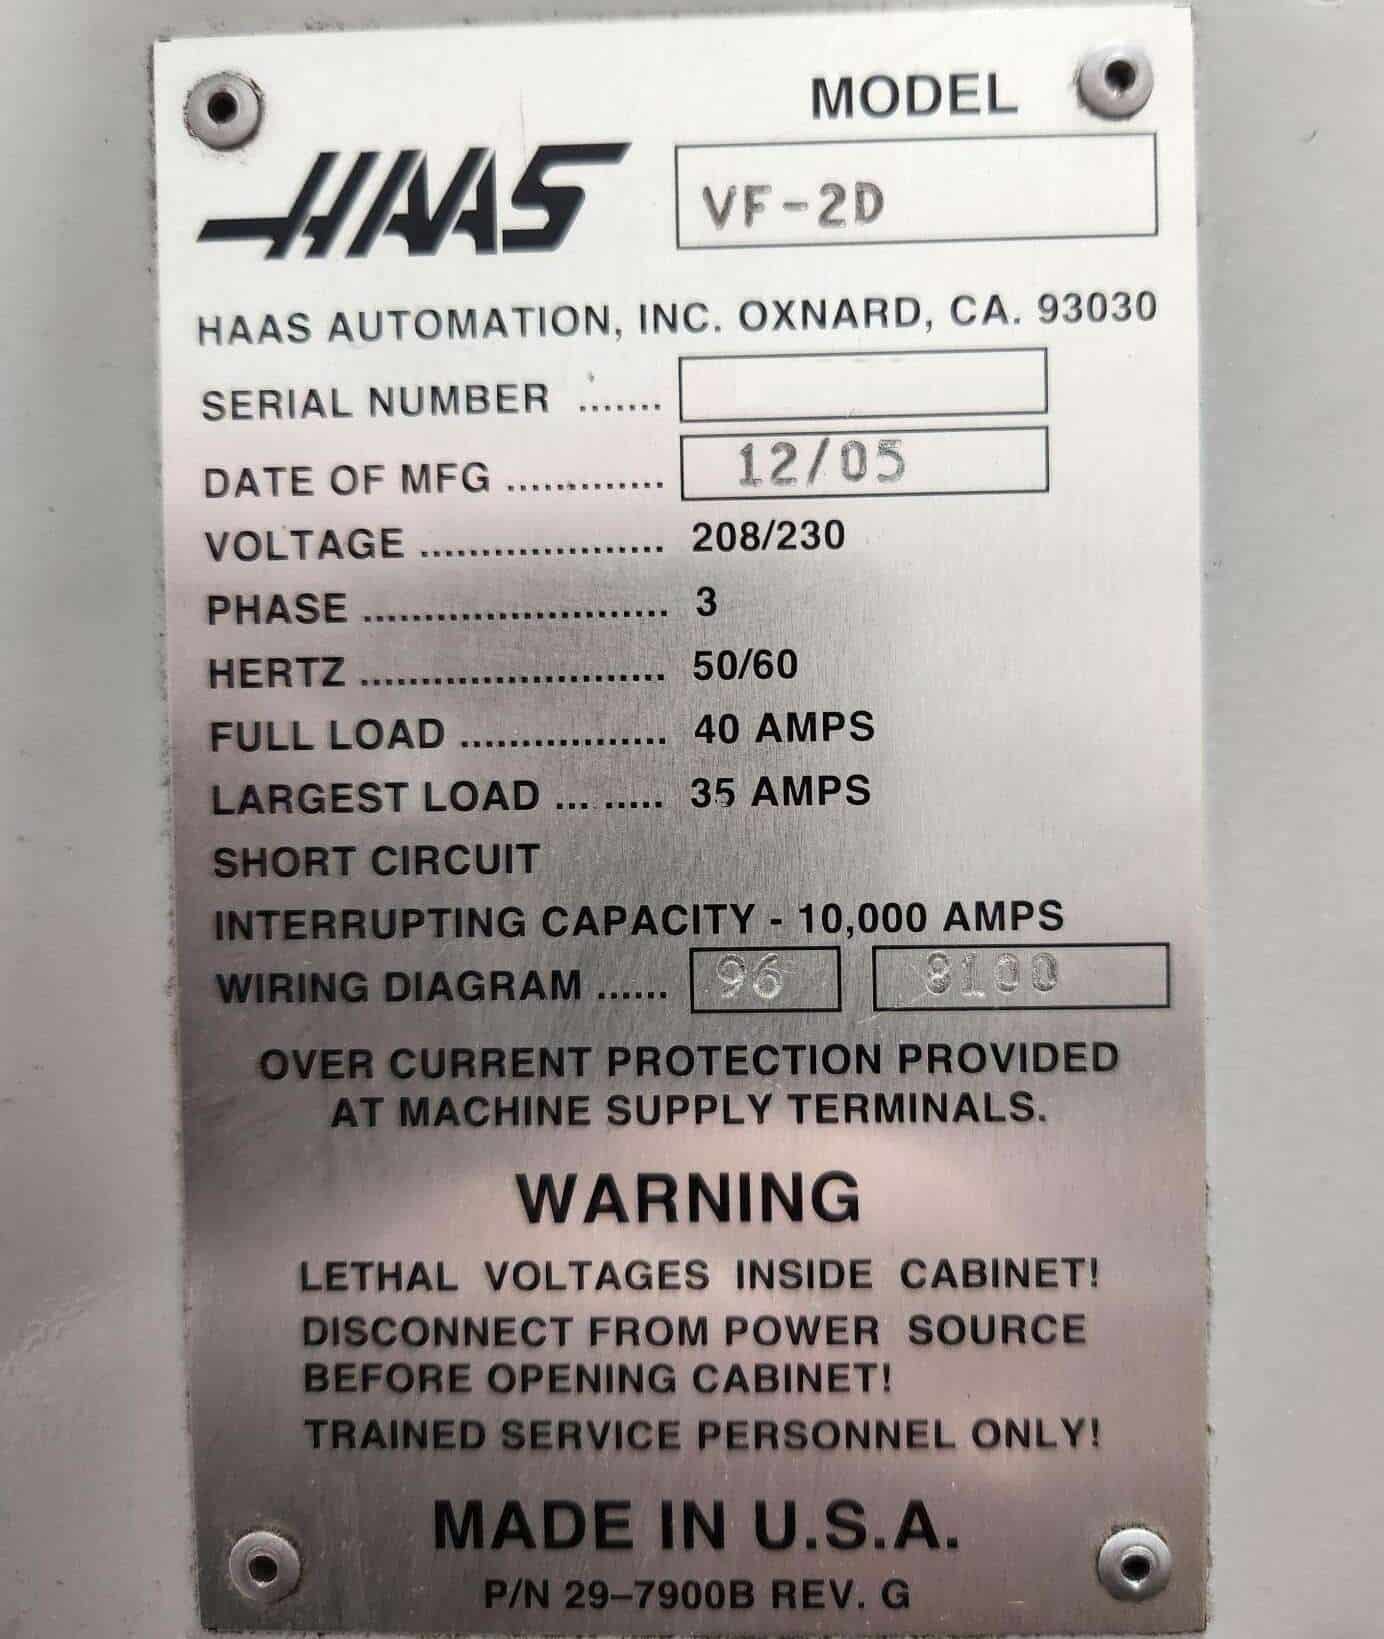 MODEL
HAAS
VF-2D
HAAS AUTOMATION, INC. OXNARD, CA. 93030
SERIAL NUMBER .......
DATE OF MFG ............. 12/05
VOLTAGE .................... 208/230
PHASE ......................... 3
HERTZ ......................... 50/60
FULL LOAD ................. 40 AMPS
LARGEST LOAD ... ..... 35 AMPS
SHORT CIRCUIT
INTERRUPTING CAPACITY - 10,000 AMPS
WIRING DIAGRAM ...... 96 8100
OVER CURRENT PROTECTION PROVIDED
AT MACHINE SUPPLY TERMINALS.
WARNING
LETHAL VOLTAGES INSIDE CABINET!
DISCONNECT FROM POWER SOURCE
BEFORE OPENING CABINET!
TRAINED SERVICE PERSONNEL ONLY!
MADE IN U.S.A.
P/N 29–7900B REV. G